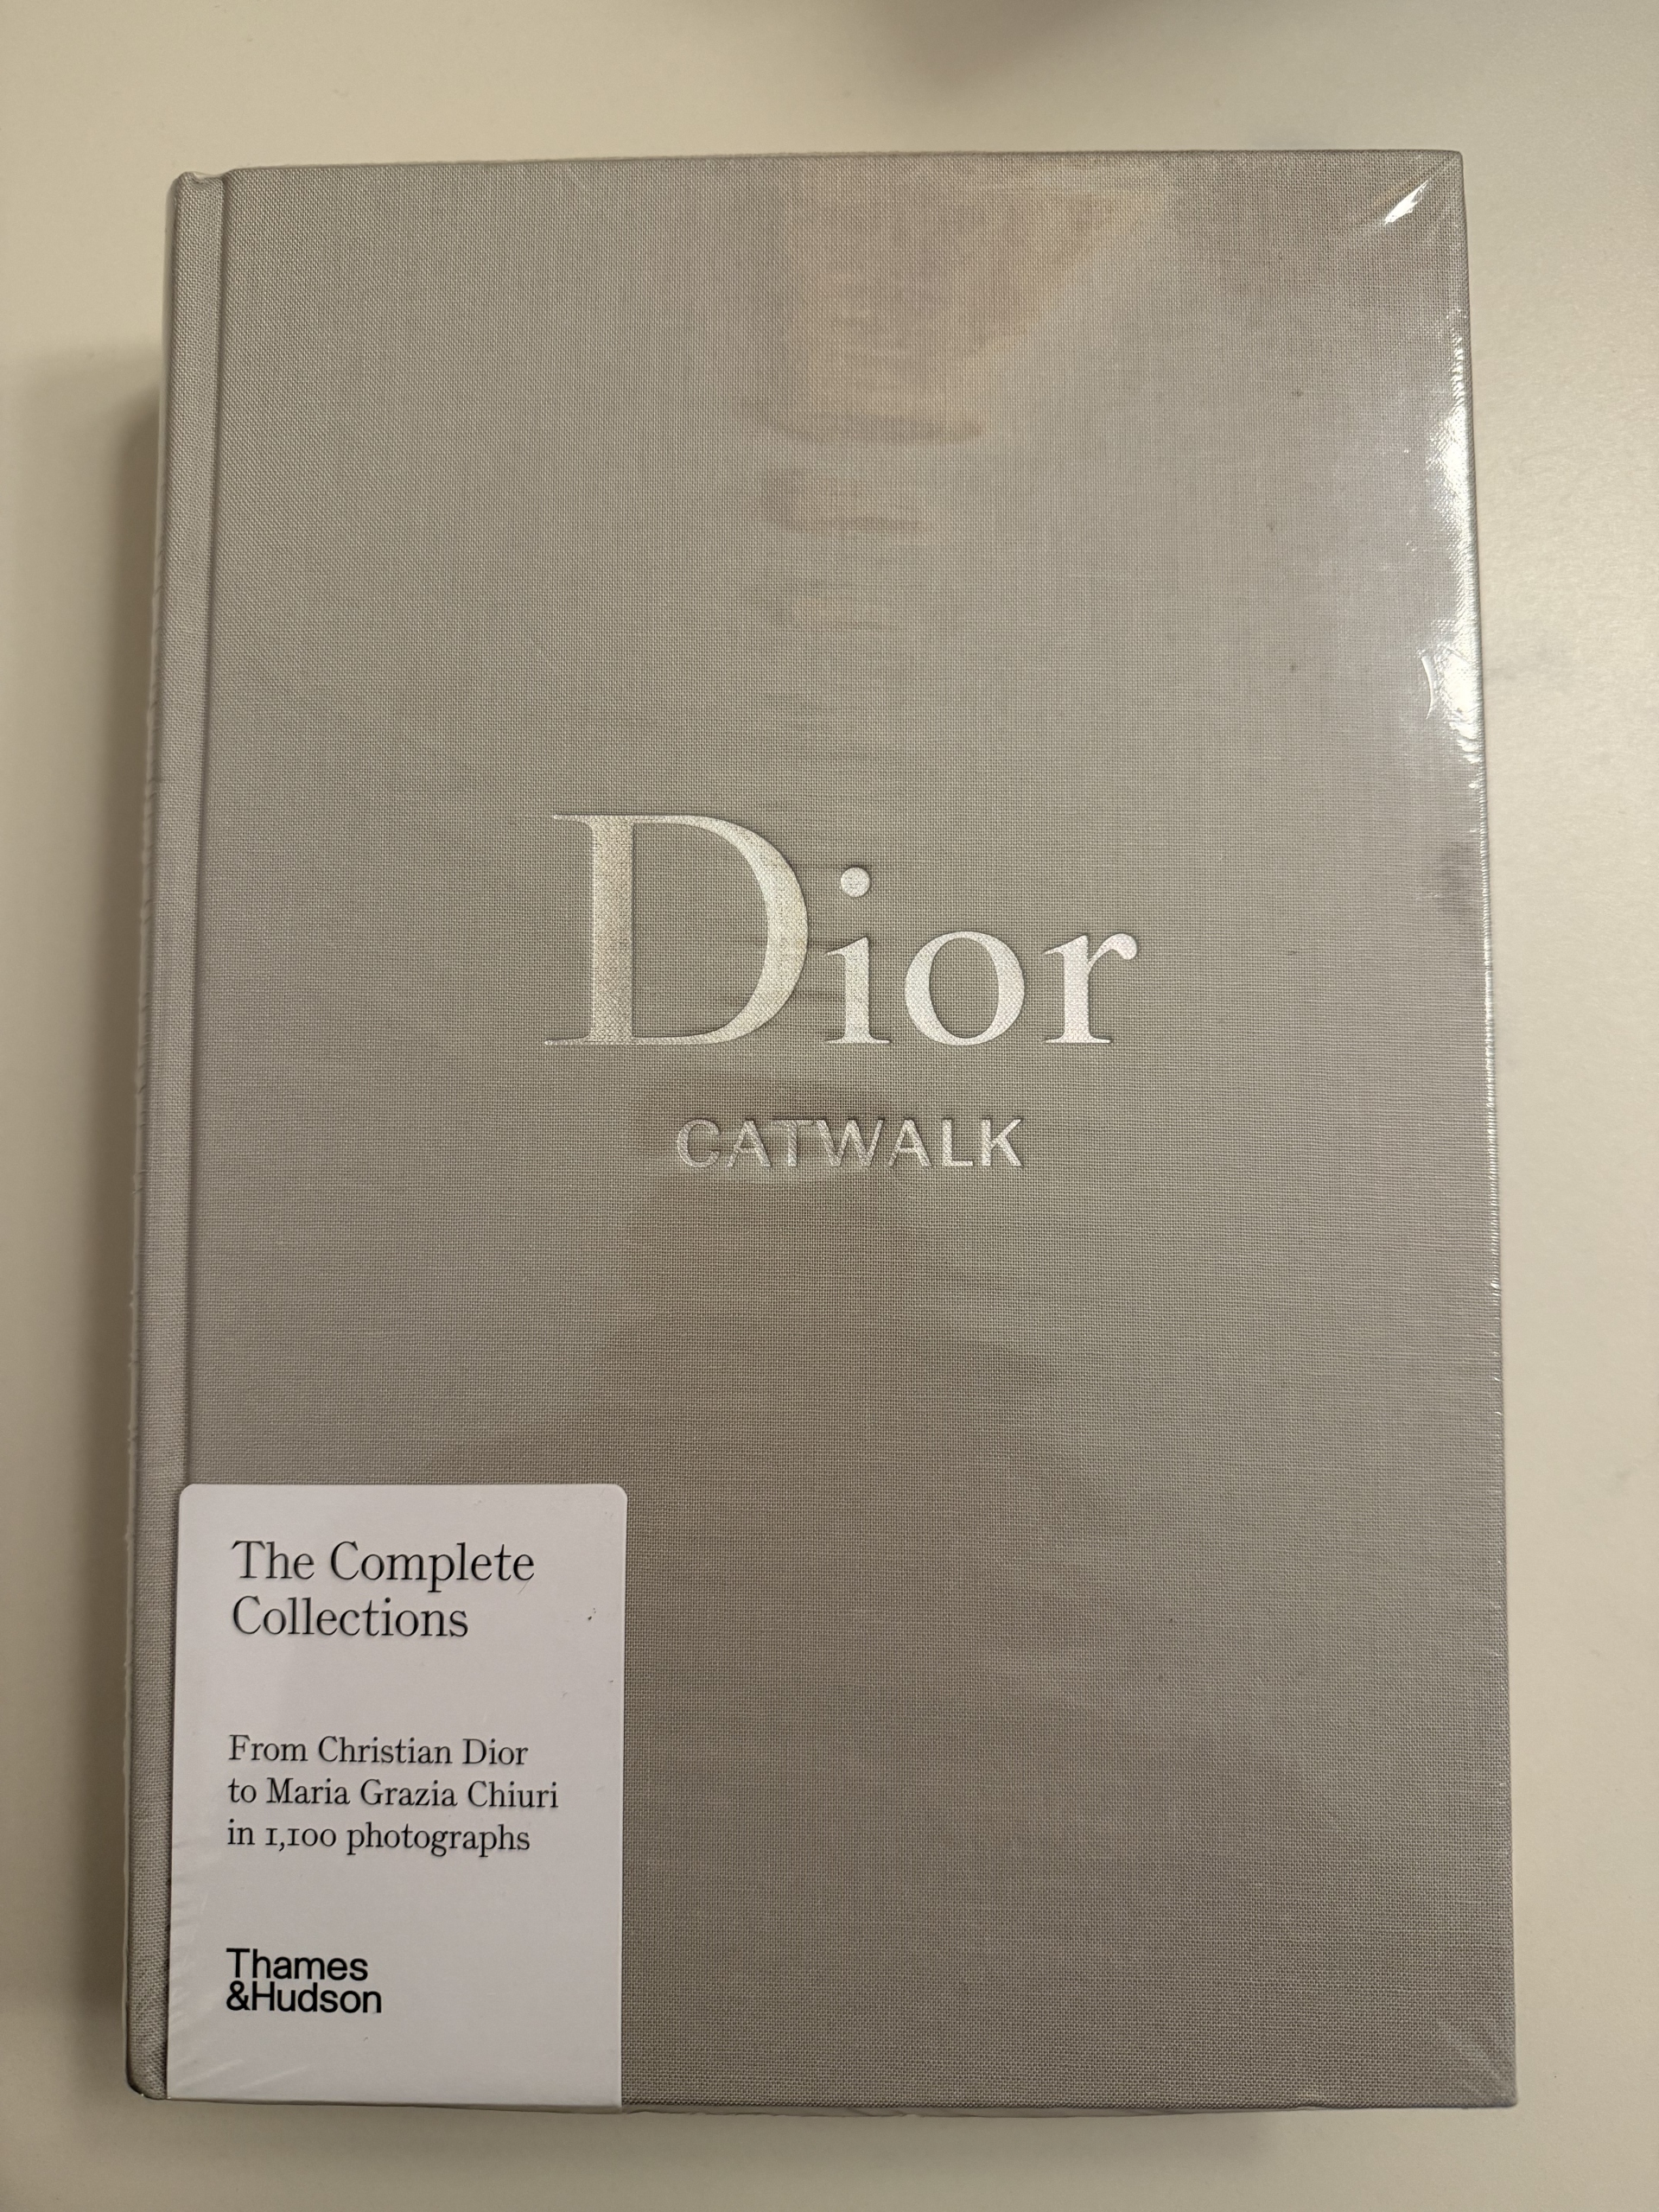 Dior
CATWALK
The Complete
Collections
From Christian Dior
to Maria Grazia Chiuri
in 1,100 photographs
Thames
&Hudson